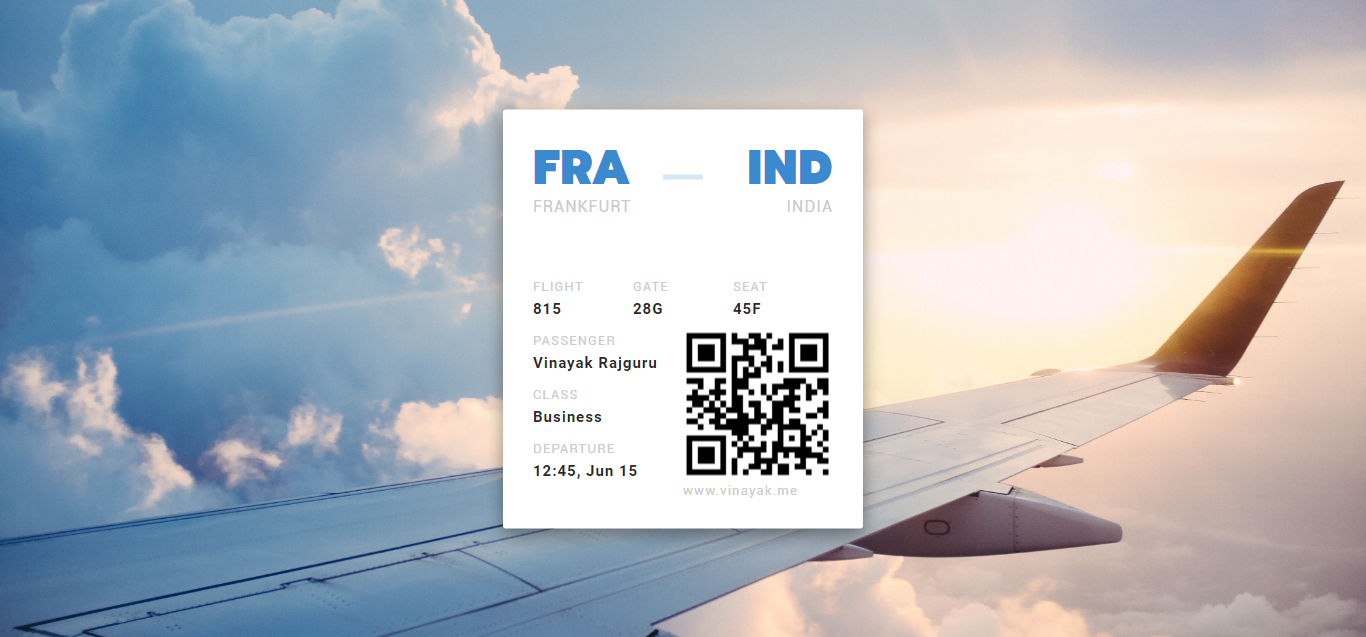 FRA — IND
FRANKFURT INDIA
FLIGHT GATE SEAT
815 28G 45F
PASSENGER
Vinayak Rajguru
CLASS
Business
DEPARTURE
12:45, Jun 15
www.vinayak.me